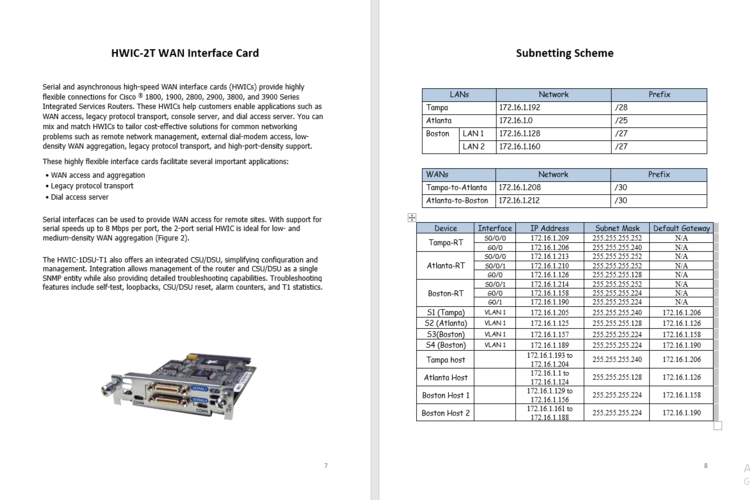 HWIC-2T WAN Interface Card
Serial and asynchronous high-speed WAN interface cards (HWICs) provide highly
flexible connections for Cisco ® 1800, 1900, 2800, 2900, 3800, and 3900 Series
Integrated Services Routers. These HWICs help customers enable applications such as
WAN access, legacy protocol transport, console server, and dial access server. You can
mix and match HWICs to tailor cost-effective solutions for common networking
problems such as remote network management, external dial-modem access, low-
density WAN aggregation, legacy protocol transport, and high-port-density support.
These highly flexible interface cards facilitate several important applications:
• WAN access and aggregation
• Legacy protocol transport
• Dial access server
Serial interfaces can be used to provide WAN access for remote sites. With support for
serial speeds up to 8 Mbps per port, the 2-port serial HWIC is ideal for low- and
medium-density WAN aggregation (Figure 2).
The HWIC-1DSU-T1 also offers an integrated CSU/DSU, simplifying configuration and
management. Integration allows management of the router and CSU/DSU as a single
SNMP entity while also providing detailed troubleshooting capabilities. Troubleshooting
features include self-test, loopbacks, CSU/DSU reset, alarm counters, and T1 statistics.
7
Subnetting Scheme
LANs Network Prefix
Tampa 172.16.1.192 /28
Atlanta 172.16.1.0 /25
Boston LAN 1 172.16.1.128 /27
LAN 2 172.16.1.160 /27
WANs Network Prefix
Tampa-to-Atlanta 172.16.1.208 /30
Atlanta-to-Boston 172.16.1.212 /30
Device Interface IP Address Subnet Mask Default Gateway
Tampa-RT S0/0/0 172.16.1.209 255.255.255.252 N/A
G0/0 172.16.1.206 255.255.255.240 N/A
Atlanta-RT S0/0/0 172.16.1.213 255.255.255.252 N/A
S0/0/1 172.16.1.210 255.255.255.252 N/A
G0/0 172.16.1.126 255.255.255.128 N/A
Boston-RT S0/0/1 172.16.1.214 255.255.255.252 N/A
G0/0 172.16.1.158 255.255.255.224 N/A
G0/1 172.16.1.190 255.255.255.224 N/A
S1 (Tampa) VLAN 1 172.16.1.205 255.255.255.240 172.16.1.206
S2 (Atlanta) VLAN 1 172.16.1.125 255.255.255.128 172.16.1.126
S3(Boston) VLAN 1 172.16.1.157 255.255.255.224 172.16.1.158
S4 (Boston) VLAN 1 172.16.1.189 255.255.255.224 172.16.1.190
Tampa host 172.16.1.193 to 255.255.255.240 172.16.1.206
172.16.1.204
Atlanta Host 172.16.1.1 to 255.255.255.128 172.16.1.126
172.16.1.124
Boston Host 1 172.16.1.129 to 255.255.255.224 172.16.1.158
172.16.1.156
Boston Host 2 172.16.1.161 to 255.255.255.224 172.16.1.190
172.16.1.188
8